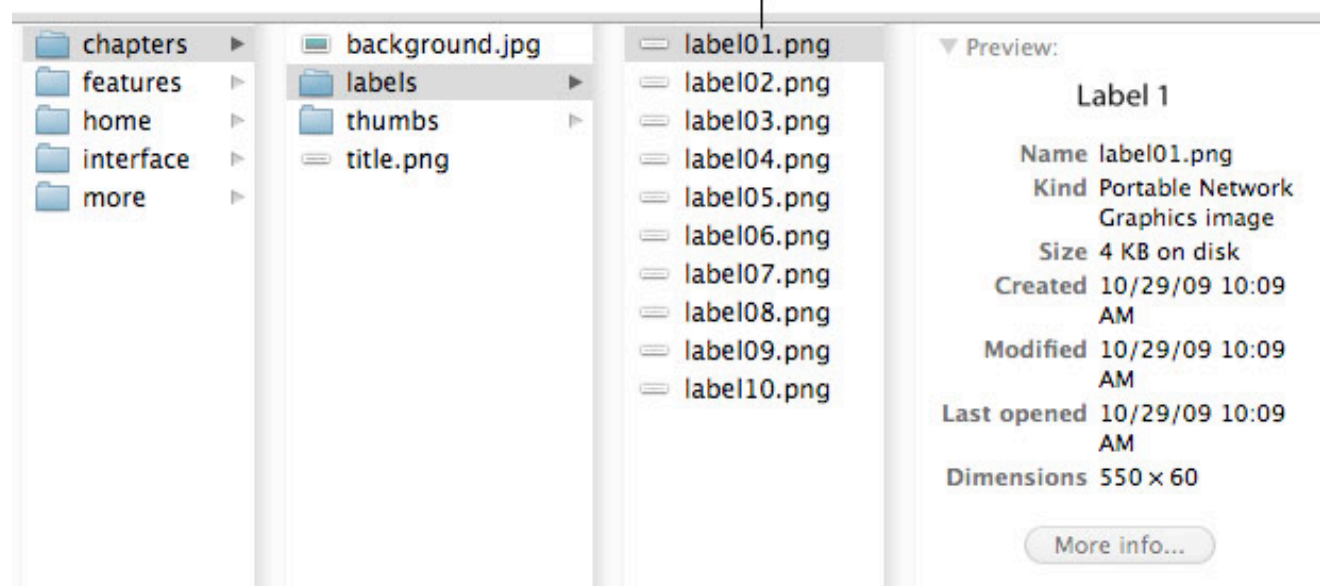 chapters
features
home
interface
more
background.jpg
labels
thumbs
title.png
label01.png
label02.png
label03.png
label04.png
label05.png
label06.png
label07.png
label08.png
label09.png
label10.png
Preview:
Label 1
Name label01.png
Kind Portable Network
Graphics image
Size 4 KB on disk
Created 10/29/09 10:09
AM
Modified 10/29/09 10:09
AM
Last opened 10/29/09 10:09
AM
Dimensions 550 × 60
More info...